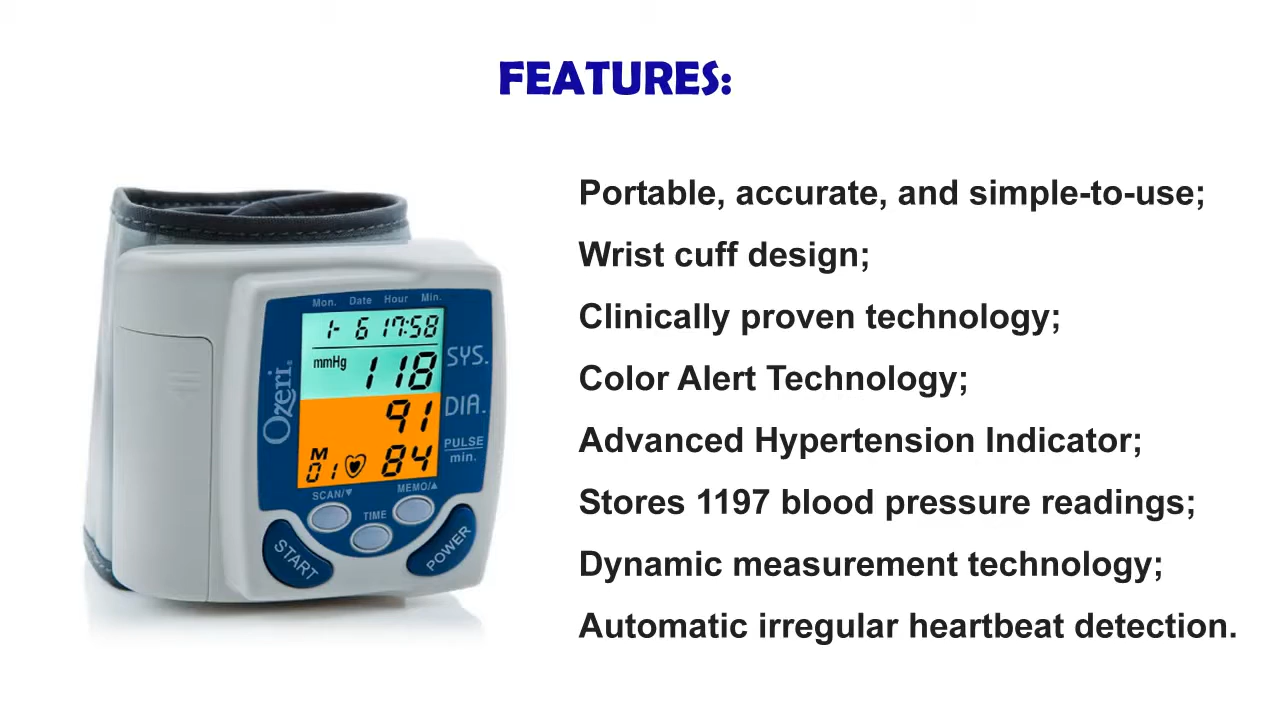 FEATURES:
Portable, accurate, and simple-to-use;
Wrist cuff design;
Clinically proven technology;
Color Alert Technology;
Advanced Hypertension Indicator;
Stores 1197 blood pressure readings;
Dynamic measurement technology;
Automatic irregular heartbeat detection.
Mon. Date Hour Min.
1- 6 17:58
mmHg 118 SYS.
Ozeri®
91 DIA.
M 01 84 PULSE/min.
SCAN/▼ MEMO/▲
TIME
START POWER